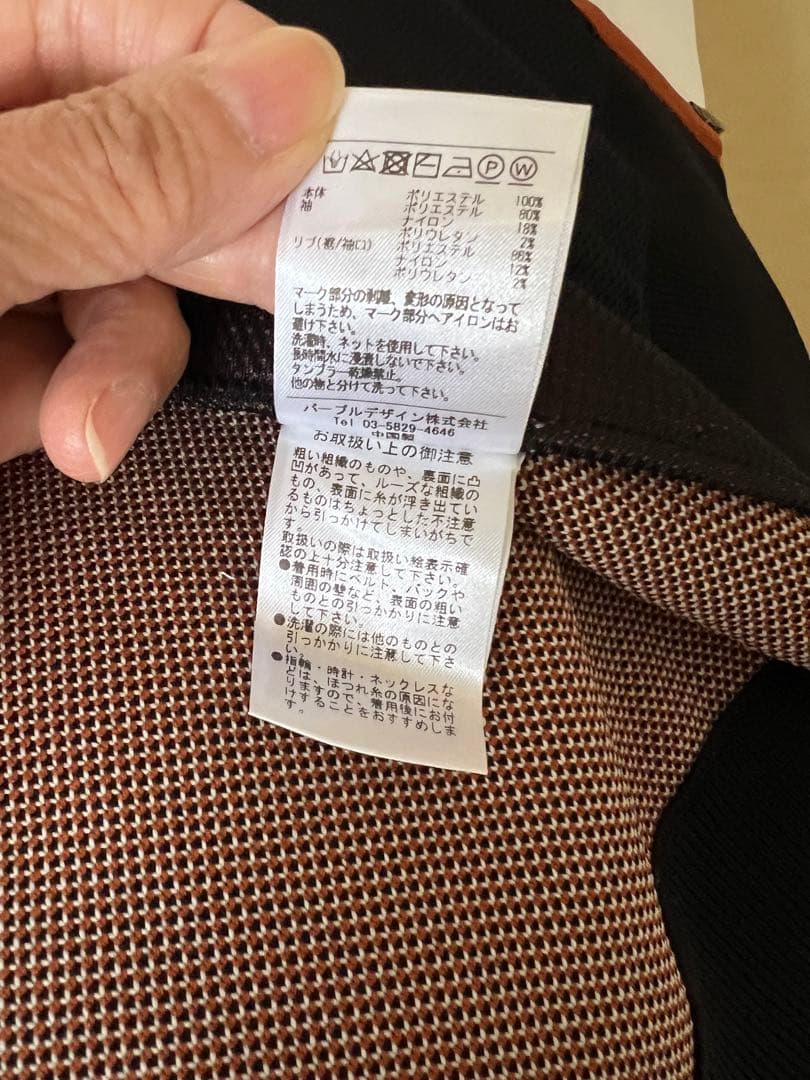 本体 ポリエステル 100%
袖 ポリエステル 80%
ナイロン 18%
ポリウレタン 2%
リブ(裾/袖口) ポリエステル 86%
ナイロン 12%
ポリウレタン 2%
マーク部分の剥離、変形の原因となって
しまうため、マーク部分へアイロンはお
避け下さい。
洗濯時、ネットを使用して下さい。
長時間水に浸漬しないで下さい。
タンブラー乾燥禁止。
他の物と分けて洗って下さい。
パープルデザイン株式会社
Tel 03-5829-4646
中国製
お取扱い上の御注意
粗い組織のものや、裏面に凸
凹があって、ルーズな組織の
もの、表面に糸が浮き出てい
るものはちょっとした不注意
から引っかけてしまいがちで
す。
取扱いの際は取扱い絵表示確
認の上十分注意して下さい。
●着用時にベルト、バックや
周囲の壁など、表面の粗い
ものとの引っかかりに注意
して下さい。
●洗濯の際には他のものとの
引っかかりに注意して下さ
い。
●指輪・時計・ネックレスな
どは、ほつれ糸の原因にな
りますので、着用後にお付
けすることをおすすめしま
す。